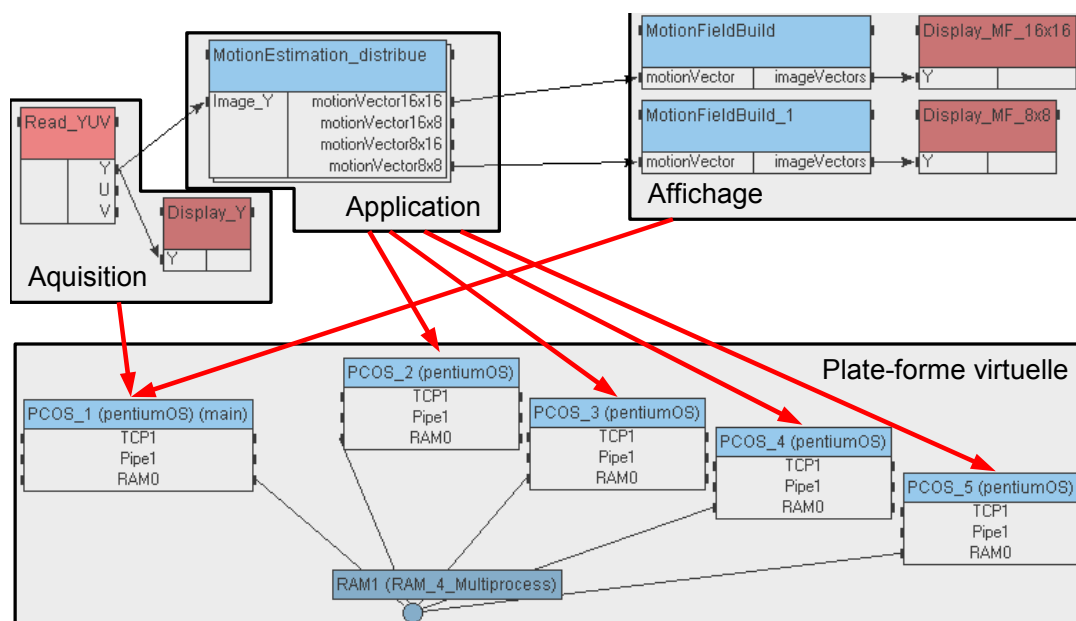 MotionEstimation_distribue
Image_Y
motionVector16x16
motionVector16x8
motionVector8x16
motionVector8x8
Application
MotionFieldBuild
motionVector
imageVectors
Display_MF_16x16
Y
MotionFieldBuild_1
motionVector
imageVectors
Display_MF_8x8
Y
Affichage
Read_YUV
Y
U
V
Display_Y
Y
Aquisition
Plate-forme virtuelle
PCOS_1 (pentiumOS) (main)
TCP1
Pipe1
RAM0
PCOS_2 (pentiumOS)
TCP1
Pipe1
RAM0
PCOS_3 (pentiumOS)
TCP1
Pipe1
RAM0
PCOS_4 (pentiumOS)
TCP1
Pipe1
RAM0
PCOS_5 (pentiumOS)
TCP1
Pipe1
RAM0
RAM1 (RAM_4_Multiprocess)